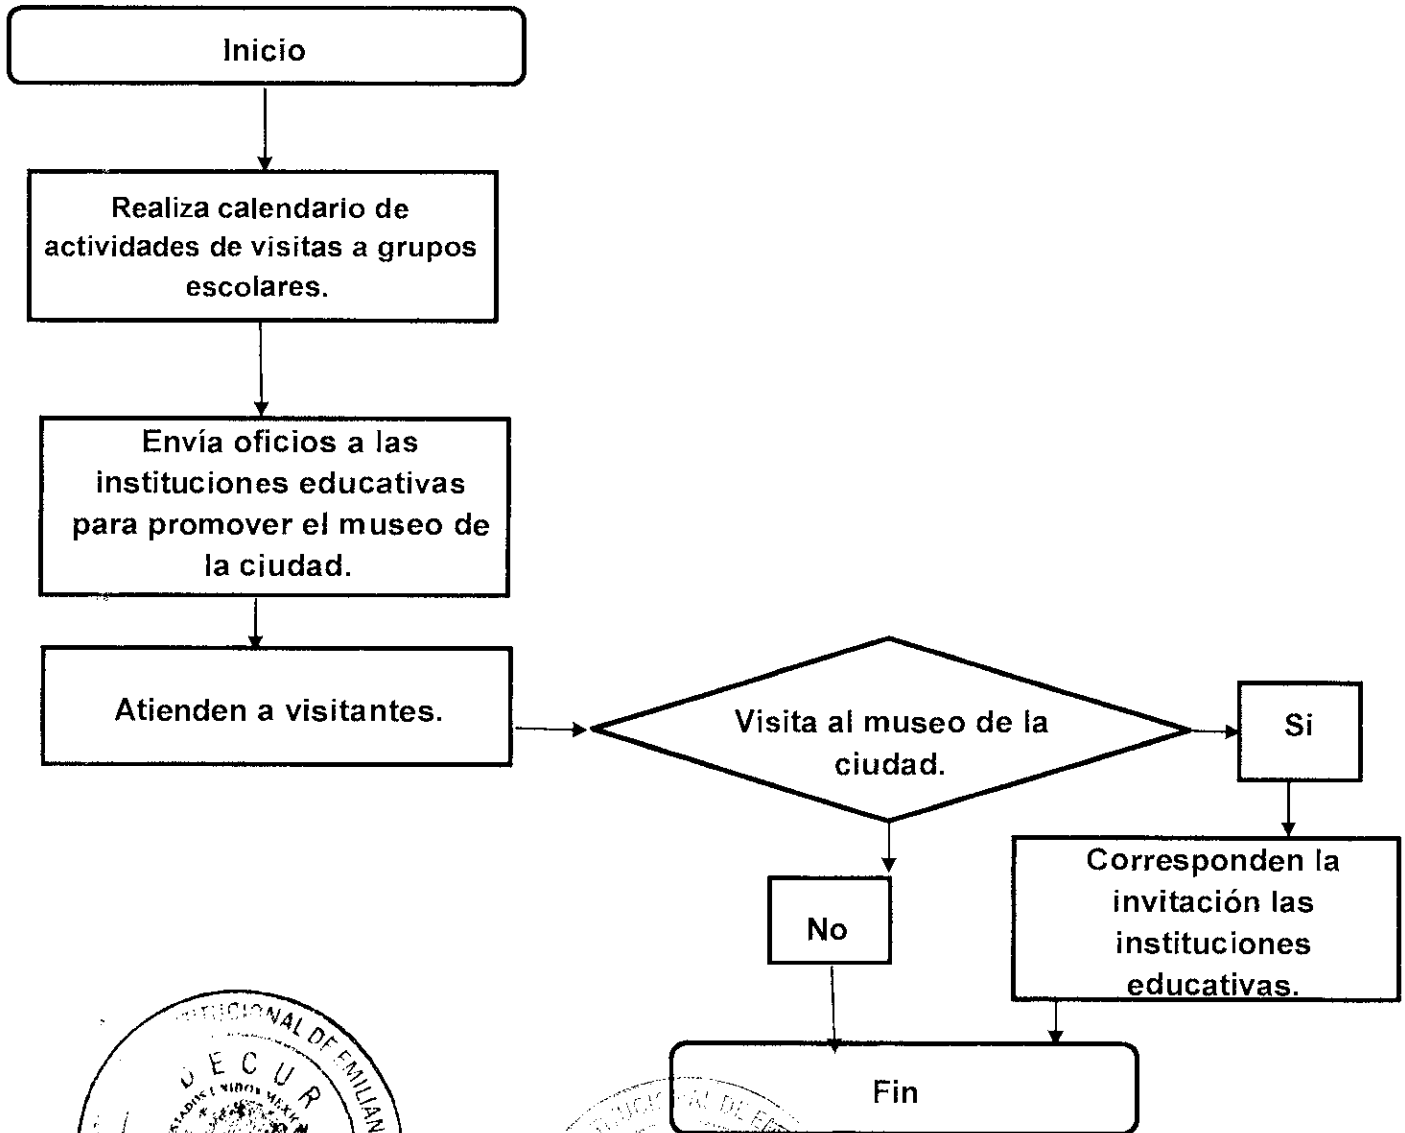 Inicio
Realiza calendario de
actividades de visitas a grupos
escolares.
Envía oficios a las
instituciones educativas
para promover el museo de
la ciudad.
Atienden a visitantes.
Visita al museo de la
ciudad.
Si
Corresponden la
invitación las
instituciones
educativas.
No
Fin
DE